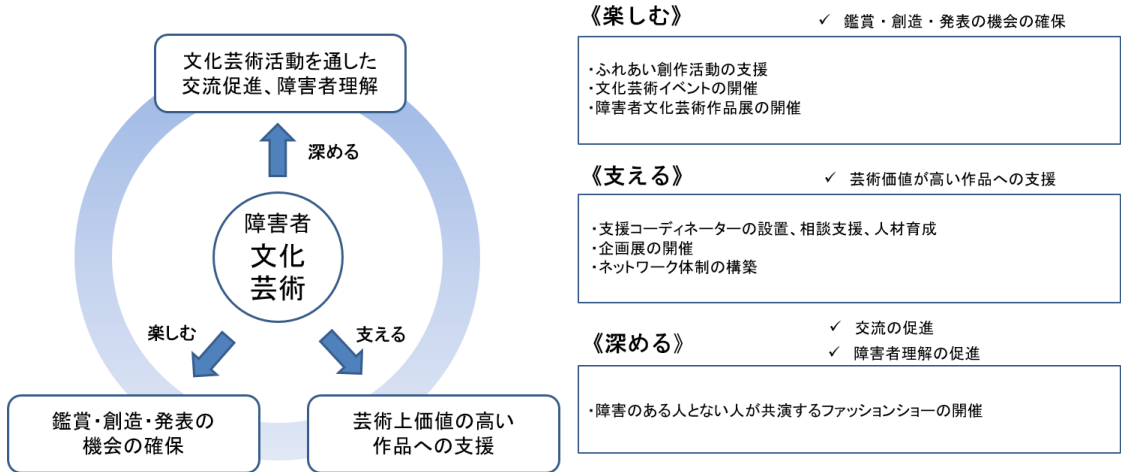 文化芸術活動を通した
交流促進、障害者理解
深める
障害者
文化
芸術
楽しむ
支える
鑑賞・創造・発表の
機会の確保
芸術上価値の高い
作品への支援
《楽しむ》
✓ 鑑賞・創造・発表の機会の確保
・ふれあい創作活動の支援
・文化芸術イベントの開催
・障害者文化芸術作品展の開催
《支える》
✓ 芸術価値が高い作品への支援
・支援コーディネーターの設置、相談支援、人材育成
・企画展の開催
・ネットワーク体制の構築
《深める》
✓ 交流の促進
✓ 障害者理解の促進
・障害のある人とない人が共演するファッションショーの開催